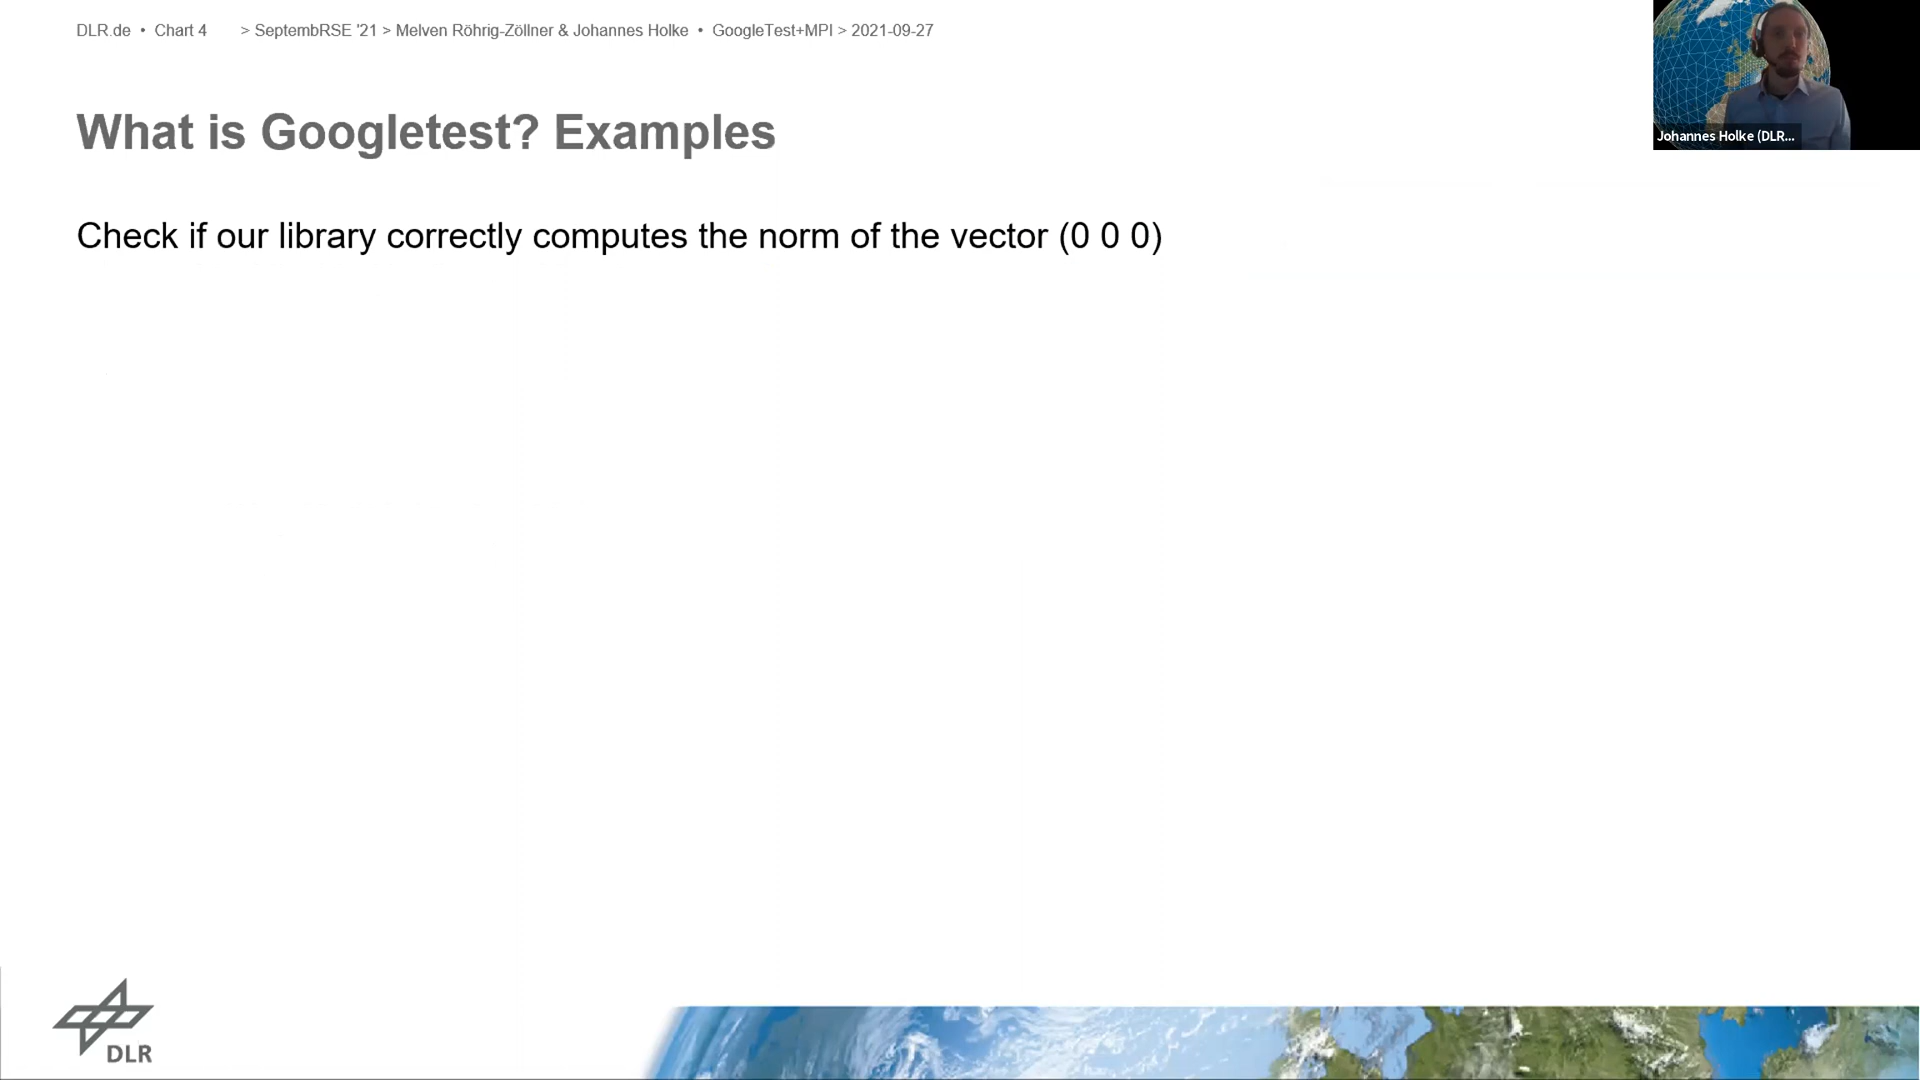 DLR.de • Chart 4 > SeptembRSE '21 > Melven Röhrig-Zöllner & Johannes Holke • GoogleTest+MPI > 2021-09-27
Johannes Holke (DLR...
What is Googletest? Examples
Check if our library correctly computes the norm of the vector (0 0 0)
DLR